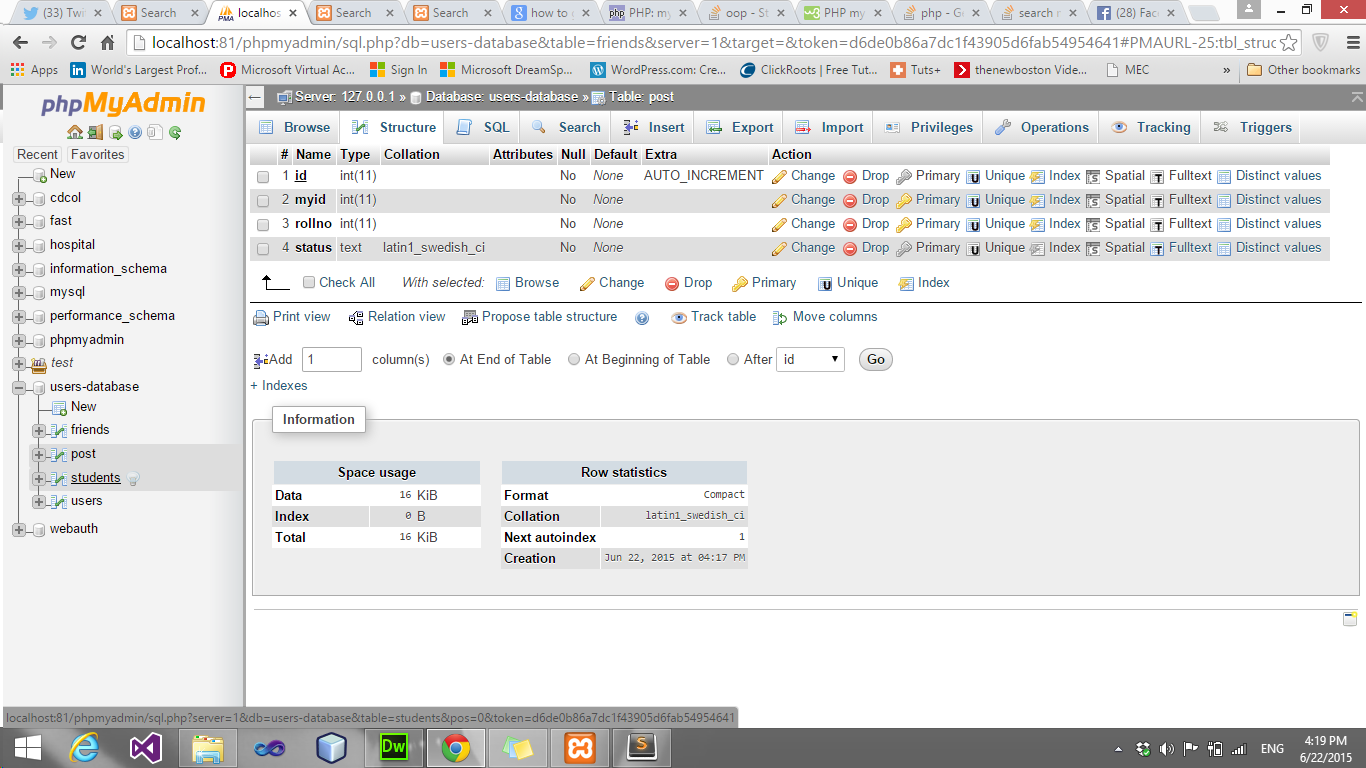 (33) Twi
Search
localhos
Search
Search
how to
PHP: my
oop - St
PHP my
php - Ge
search r
(28) Fac
localhost:81/phpmyadmin/sql.php?db=users-database&table=friends&server=1&target=&token=d6de0b86a7dc1f43905d6fab54954641#PMAURL-25:tbl_struc
Apps World's Largest Prof... Microsoft Virtual Ac... Sign In Microsoft DreamSp... WordPress.com: Cre... ClickRoots | Free Tut... Tuts+ thenewboston Vide... MEC » Other bookmarks
phpMyAdmin
Recent Favorites
New
cdcol
fast
hospital
information_schema
mysql
performance_schema
phpmyadmin
test
users-database
New
friends
post
students
users
webauth
Server: 127.0.0.1 » Database: users-database » Table: post
Browse Structure SQL Search Insert Export Import Privileges Operations Tracking Triggers
# Name Type Collation Attributes Null Default Extra Action
1 id int(11) No None AUTO_INCREMENT Change Drop Primary Unique Index Spatial Fulltext Distinct values
2 myid int(11) No None Change Drop Primary Unique Index Spatial Fulltext Distinct values
3 rollno int(11) No None Change Drop Primary Unique Index Spatial Fulltext Distinct values
4 status text latin1_swedish_ci No None Change Drop Primary Unique Index Spatial Fulltext Distinct values
Check All With selected: Browse Change Drop Primary Unique Index
Print view Relation view Propose table structure Track table Move columns
Add 1 column(s) At End of Table At Beginning of Table After id Go
+ Indexes
Information
Space usage
Data 16 KiB
Index 0 B
Total 16 KiB
Row statistics
Format Compact
Collation latin1_swedish_ci
Next autoindex 1
Creation Jun 22, 2015 at 04:17 PM
localhost:81/phpmyadmin/sql.php?server=1&db=users-database&table=students&pos=0&token=d6de0b86a7dc1f43905d6fab54954641
Dw
ENG
4:19 PM
6/22/2015